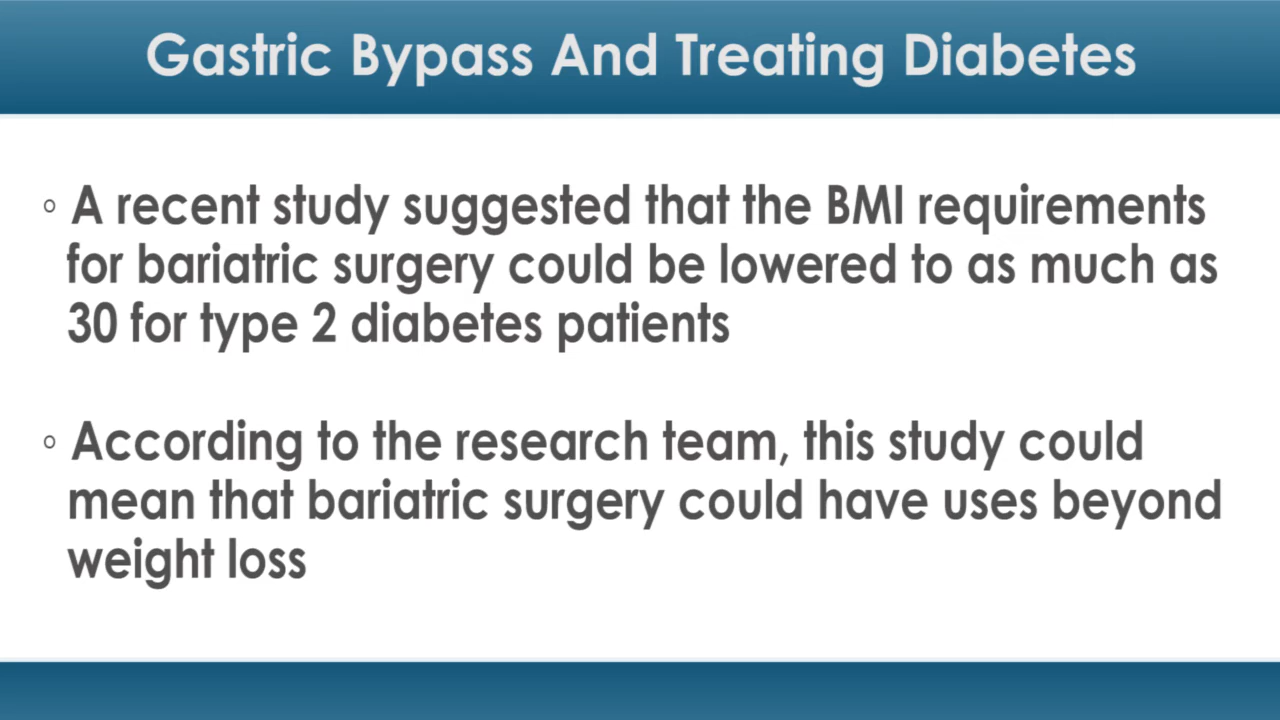 Gastric Bypass And Treating Diabetes
◦ A recent study suggested that the BMI requirements
for bariatric surgery could be lowered to as much as
30 for type 2 diabetes patients
◦ According to the research team, this study could
mean that bariatric surgery could have uses beyond
weight loss